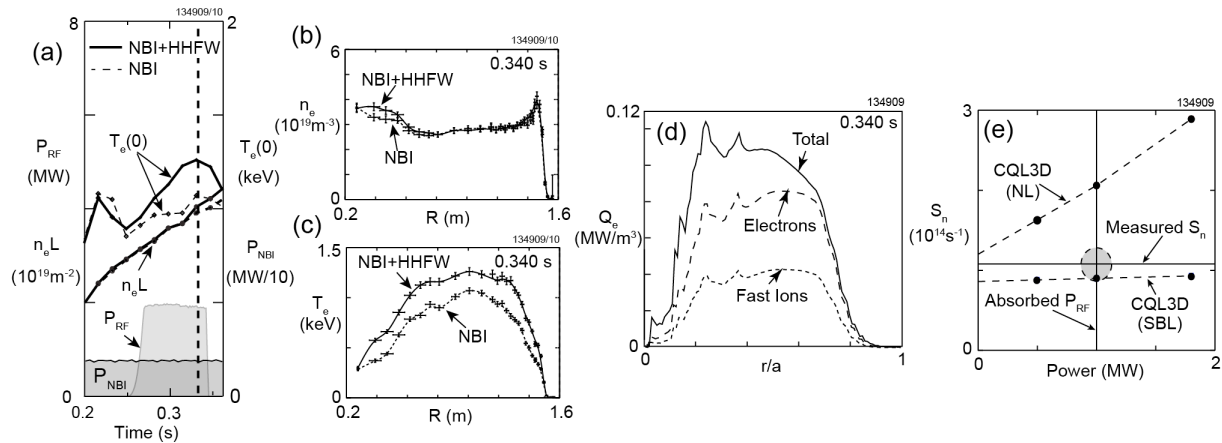 134909/10
8
2
(a)
NBI+HHFW
NBI
T_e(0)
P_RF
(MW)
T_e(0)
(keV)
n_eL
(10^19m^-2)
n_eL
P_NBI
(MW/10)
P_RF
P_NBI
0
0
0.2
0.3
Time (s)
134909/10
(b)
6
0.340 s
NBI+HHFW
n_e
(10^19m^-3)
NBI
0
0.2
1.6
R (m)
134909/10
(c)
1.5
0.340 s
NBI+HHFW
T_e
(keV)
NBI
0
0.2
1.6
R (m)
134909
0.12
(d)
0.340 s
Total
Q_e
(MW/m^3)
Electrons
Fast Ions
0
0
1
r/a
134909
3
(e)
CQL3D
(NL)
S_n
(10^14s^-1)
Measured S_n
Absorbed P_RF
CQL3D
(SBL)
0
0
2
Power (MW)